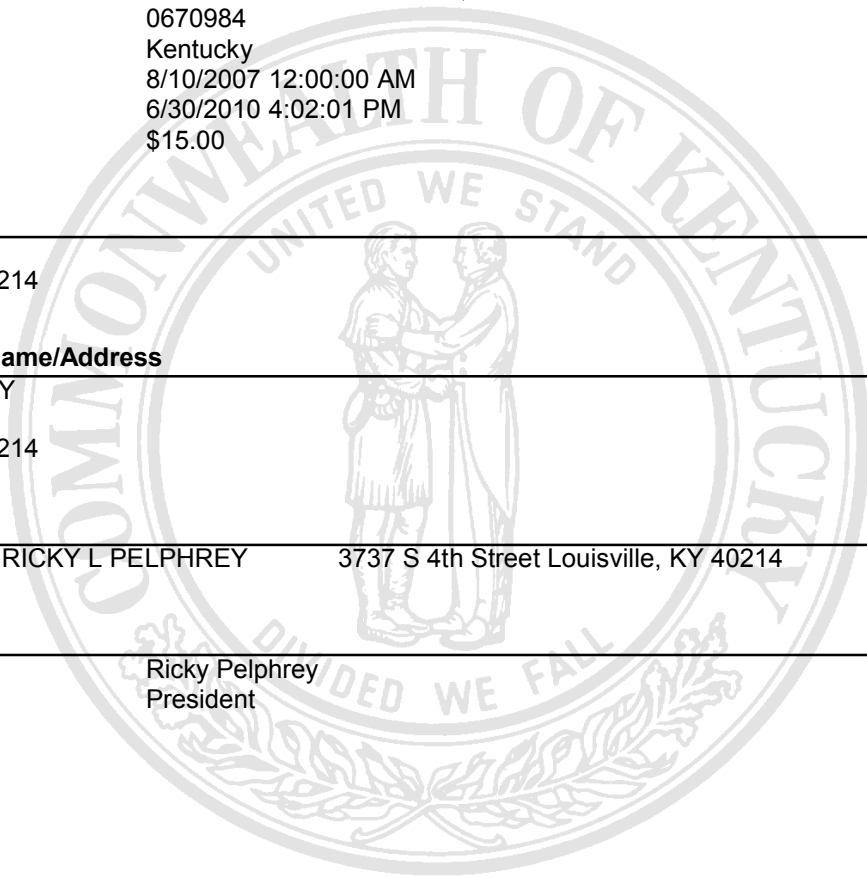 0670984
Kentucky
8/10/2007 12:00:00 AM
6/30/2010 4:02:01 PM
$15.00
COMMONWEALTH OF KENTUCKY
UNITED WE STAND
214
ame/Address
Y
214
RICKY L PELPHREY 3737 S 4th Street Louisville, KY 40214
DIVIDED WE FALL
Ricky Pelphrey
President